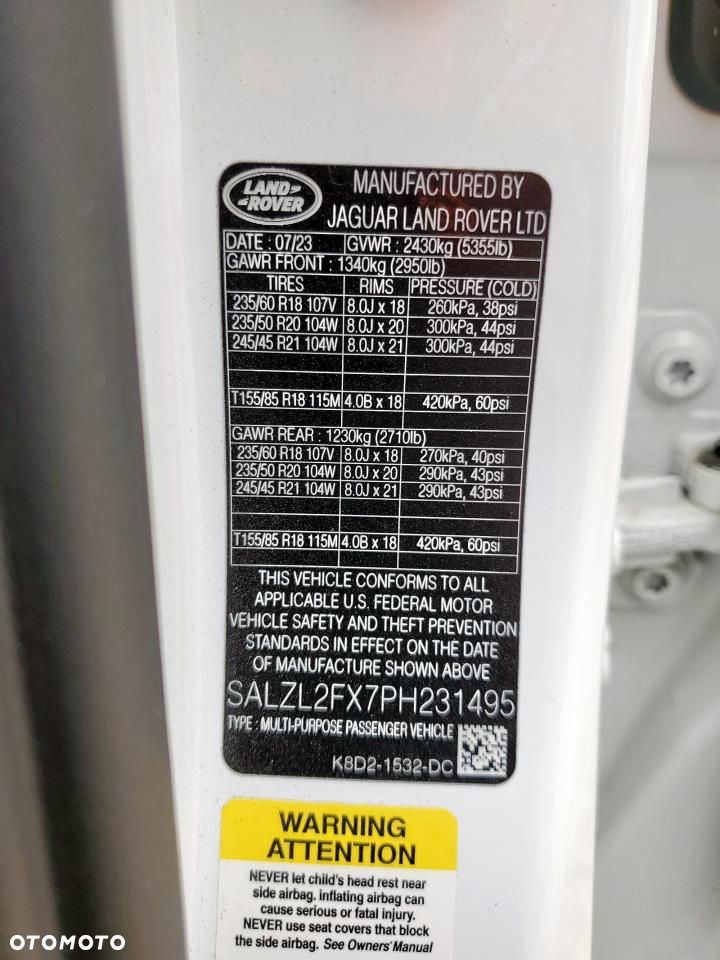 LAND-
-ROVER
MANUFACTURED BY
JAGUAR LAND ROVER LTD
DATE : 07/23 GVWR : 2430kg (5355lb)
GAWR FRONT : 1340kg (2950lb)
TIRES RIMS PRESSURE (COLD)
235/60 R18 107V 8.0J x 18 260kPa, 38psi
235/50 R20 104W 8.0J x 20 300kPa, 44psi
245/45 R21 104W 8.0J x 21 300kPa, 44psi
T155/85 R18 115M 4.0B x 18 420kPa, 60psi
GAWR REAR : 1230kg (2710lb)
235/60 R18 107V 8.0J x 18 270kPa, 40psi
235/50 R20 104W 8.0J x 20 290kPa, 43psi
245/45 R21 104W 8.0J x 21 290kPa, 43psi
T155/85 R18 115M 4.0B x 18 420kPa, 60psi
THIS VEHICLE CONFORMS TO ALL
APPLICABLE U.S. FEDERAL MOTOR
VEHICLE SAFETY AND THEFT PREVENTION
STANDARDS IN EFFECT ON THE DATE
OF MANUFACTURE SHOWN ABOVE
SALZL2FX7PH231495
TYPE : MULTI-PURPOSE PASSENGER VEHICLE
K8D2-1532-DC
WARNING
ATTENTION
NEVER let child's head rest near
side airbag. inflating airbag can
cause serious or fatal injury.
NEVER use seat covers that block
the side airbag. See Owners' Manual
OTOMOTO